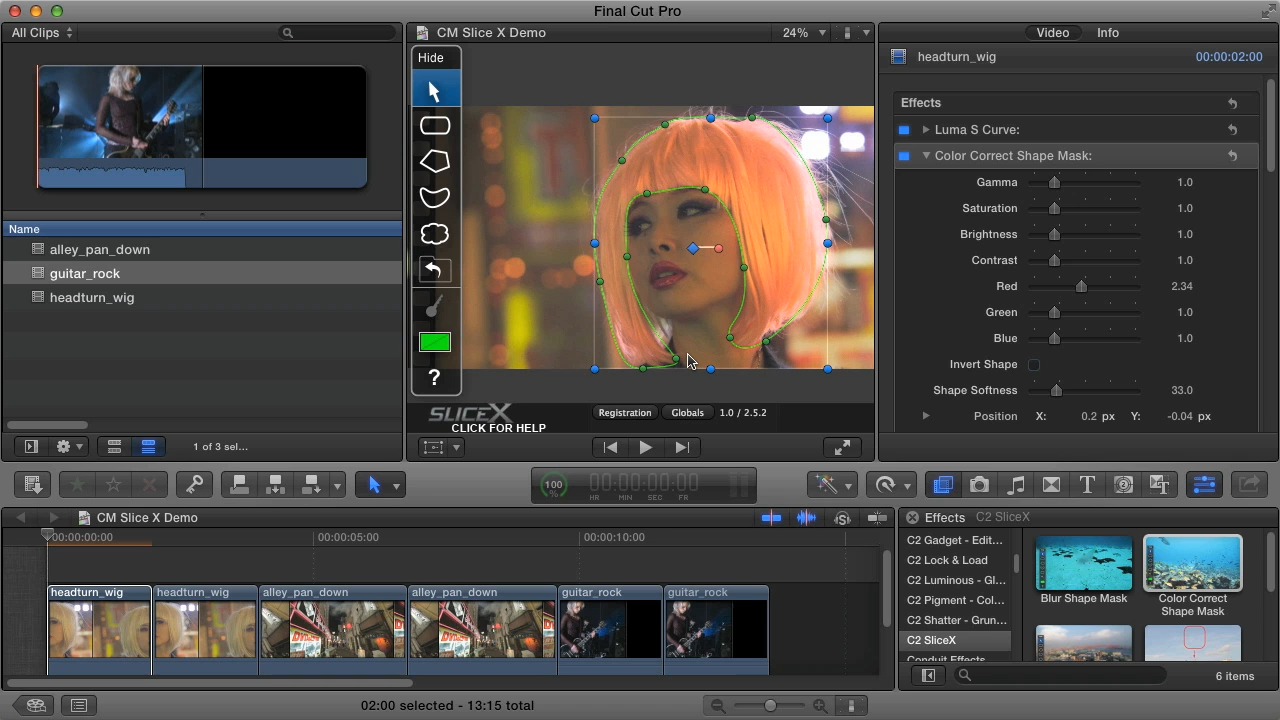 Final Cut Pro
All Clips
Name
alley_pan_down
guitar_rock
headturn_wig
1 of 3 sel...
CM Slice X Demo
24%
Hide
?
SLICEX
CLICK FOR HELP
Registration
Globals
1.0 / 2.5.2
Video
Info
headturn_wig
00:00:02:00
Effects
Luma S Curve:
Color Correct Shape Mask:
Gamma 1.0
Saturation 1.0
Brightness 1.0
Contrast 1.0
Red 2.34
Green 1.0
Blue 1.0
Invert Shape
Shape Softness 33.0
Position X: 0.2 px Y: -0.04 px
100
%
00:00:00:00
HR MIN SEC FR
CM Slice X Demo
00:00:00:00
00:00:05:00
00:00:10:00
headturn_wig
headturn_wig
alley_pan_down
alley_pan_down
guitar_rock
guitar_rock
Effects C2 SliceX
C2 Gadget - Edit...
C2 Lock & Load
C2 Luminous - Gl...
C2 Pigment - Col...
C2 Shatter - Grun...
C2 SliceX
Conduit Effects
Blur Shape Mask
Color Correct
Shape Mask
6 items
02:00 selected - 13:15 total